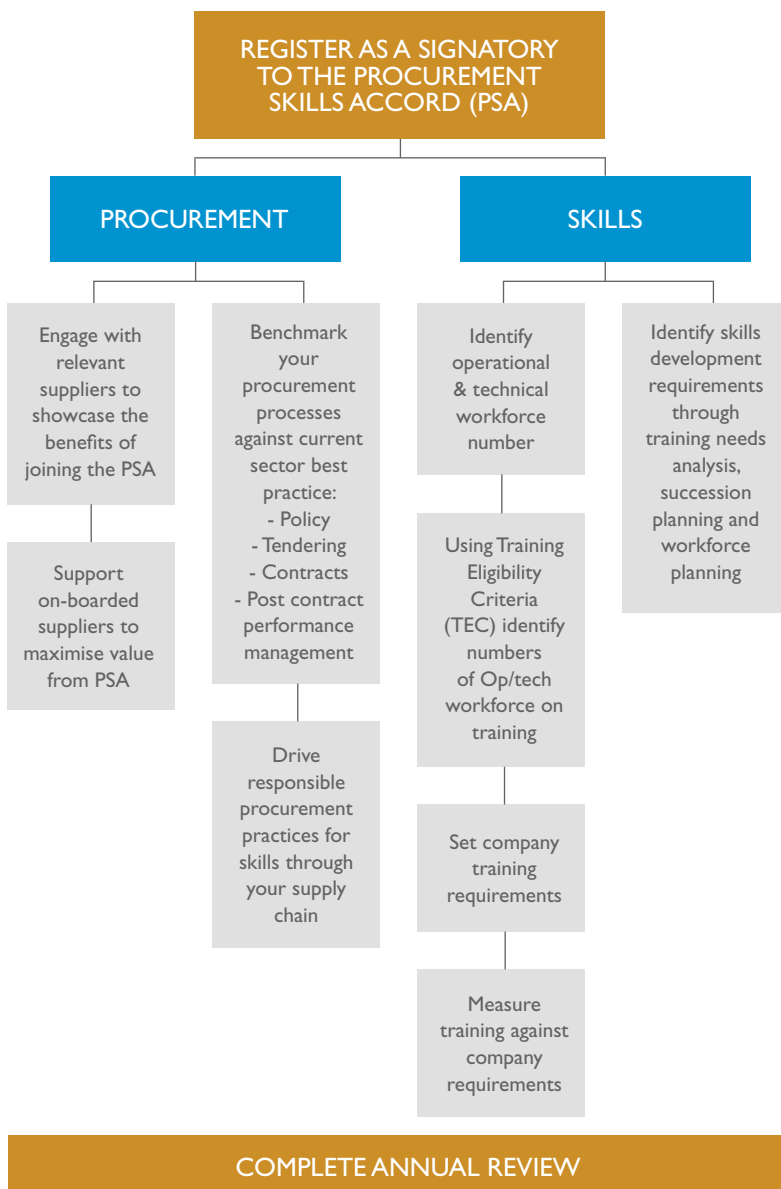 REGISTER AS A SIGNATORY
TO THE PROCUREMENT
SKILLS ACCORD (PSA)
PROCUREMENT
Engage with
relevant
suppliers to
showcase the
benefits of
joining the PSA
Support
on-boarded
suppliers to
maximise value
from PSA
Benchmark
your
procurement
processes
against current
sector best
practice:
- Policy
- Tendering
- Contracts
- Post contract
performance
management
Drive
responsible
procurement
practices for
skills through
your supply
chain
SKILLS
Identify
operational
& technical
workforce
number
Using Training
Eligibility
Criteria
(TEC) identify
numbers
of Op/tech
workforce on
training
Set company
training
requirements
Measure
training against
company
requirements
Identify skills
development
requirements
through
training needs
analysis,
succession
planning and
workforce
planning
COMPLETE ANNUAL REVIEW